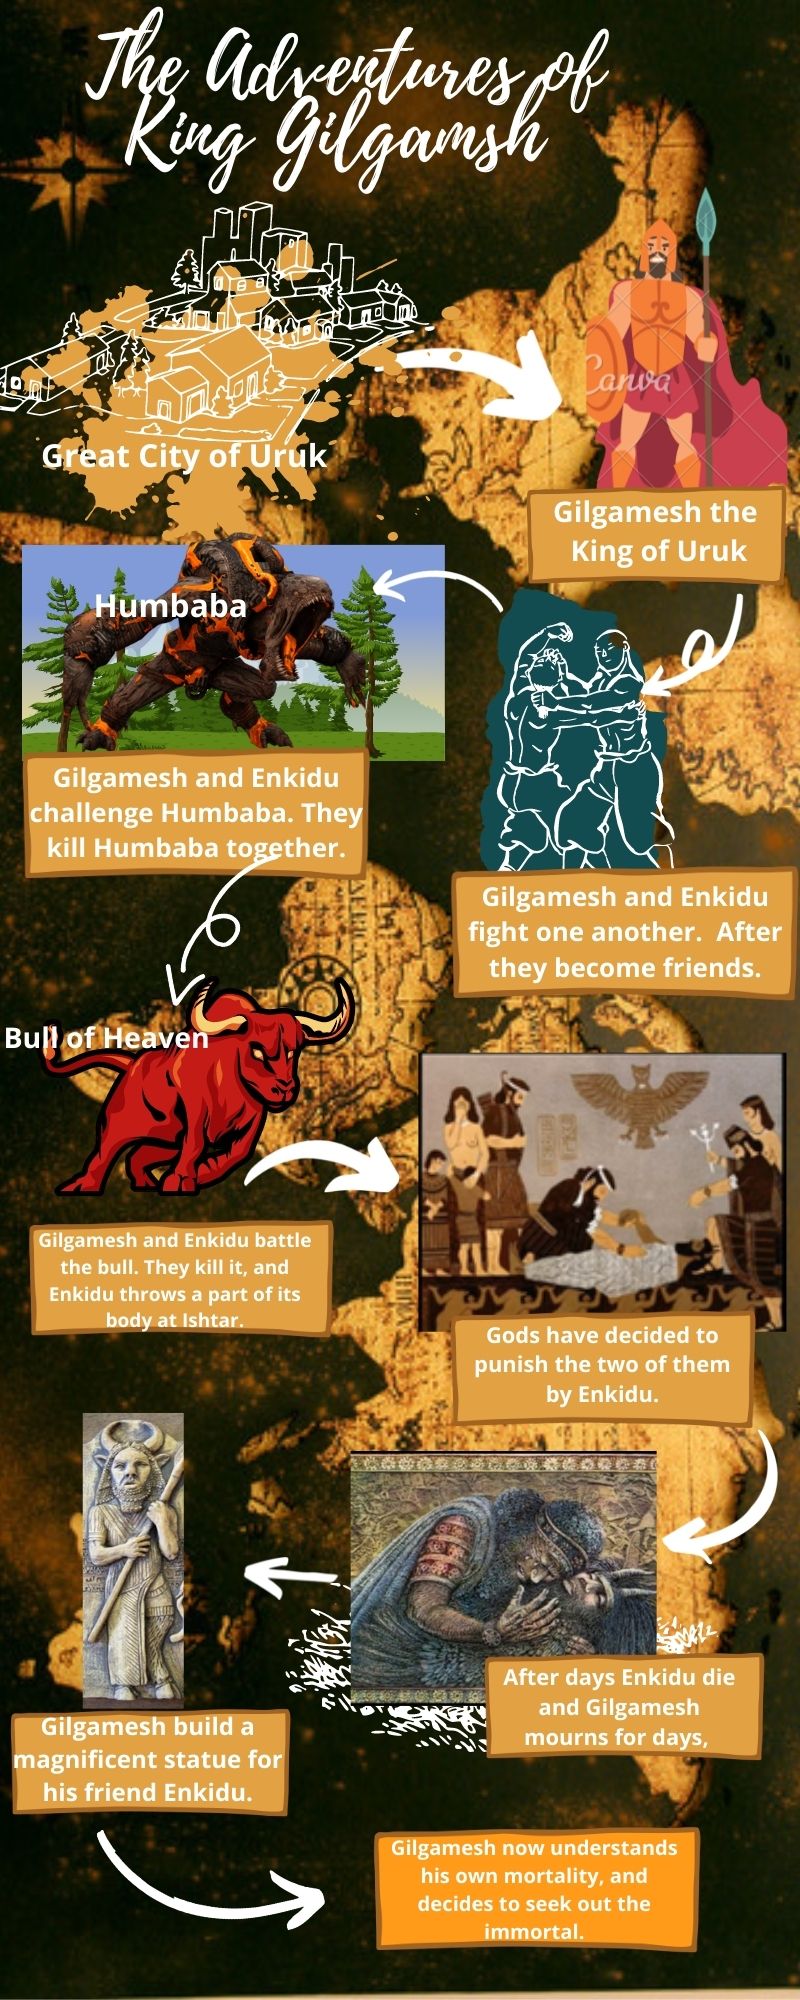 The Adventures of
King Gilgamsh
Canva
Great City of Uruk
Gilgamesh the
King of Uruk
Humbaba
Gilgamesh and Enkidu
challenge Humbaba. They
kill Humbaba together.
Gilgamesh and Enkidu
fight one another. After
they become friends.
Bull of Heaven
Gilgamesh and Enkidu battle
the bull. They kill it, and
Enkidu throws a part of its
body at Ishtar.
Gods have decided to
punish the two of them
by Enkidu.
After days Enkidu die
and Gilgamesh
mourns for days,
Gilgamesh build a
magnificent statue for
his friend Enkidu.
Gilgamesh now understands
his own mortality, and
decides to seek out the
immortal.